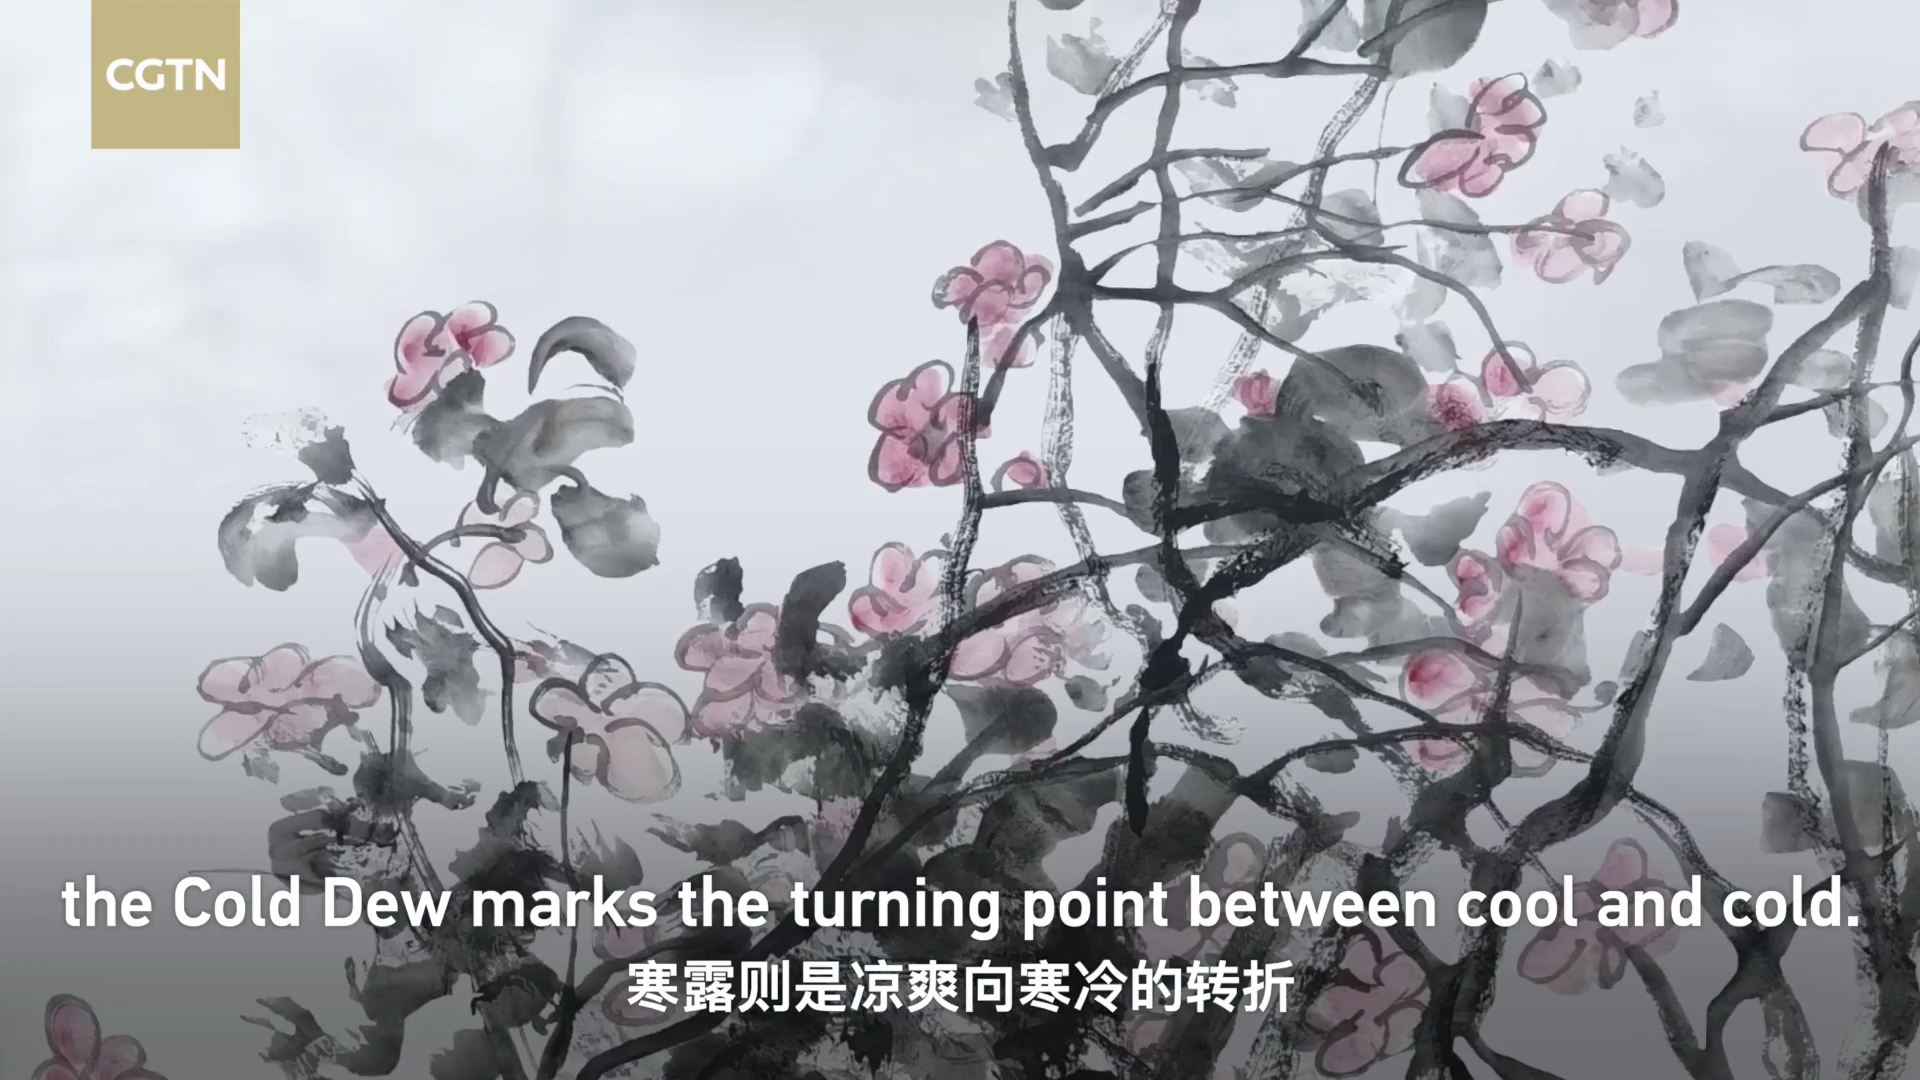 CGTN
the Cold Dew marks the turning point between cool and cold.
寒露则是凉爽向寒冷的转折